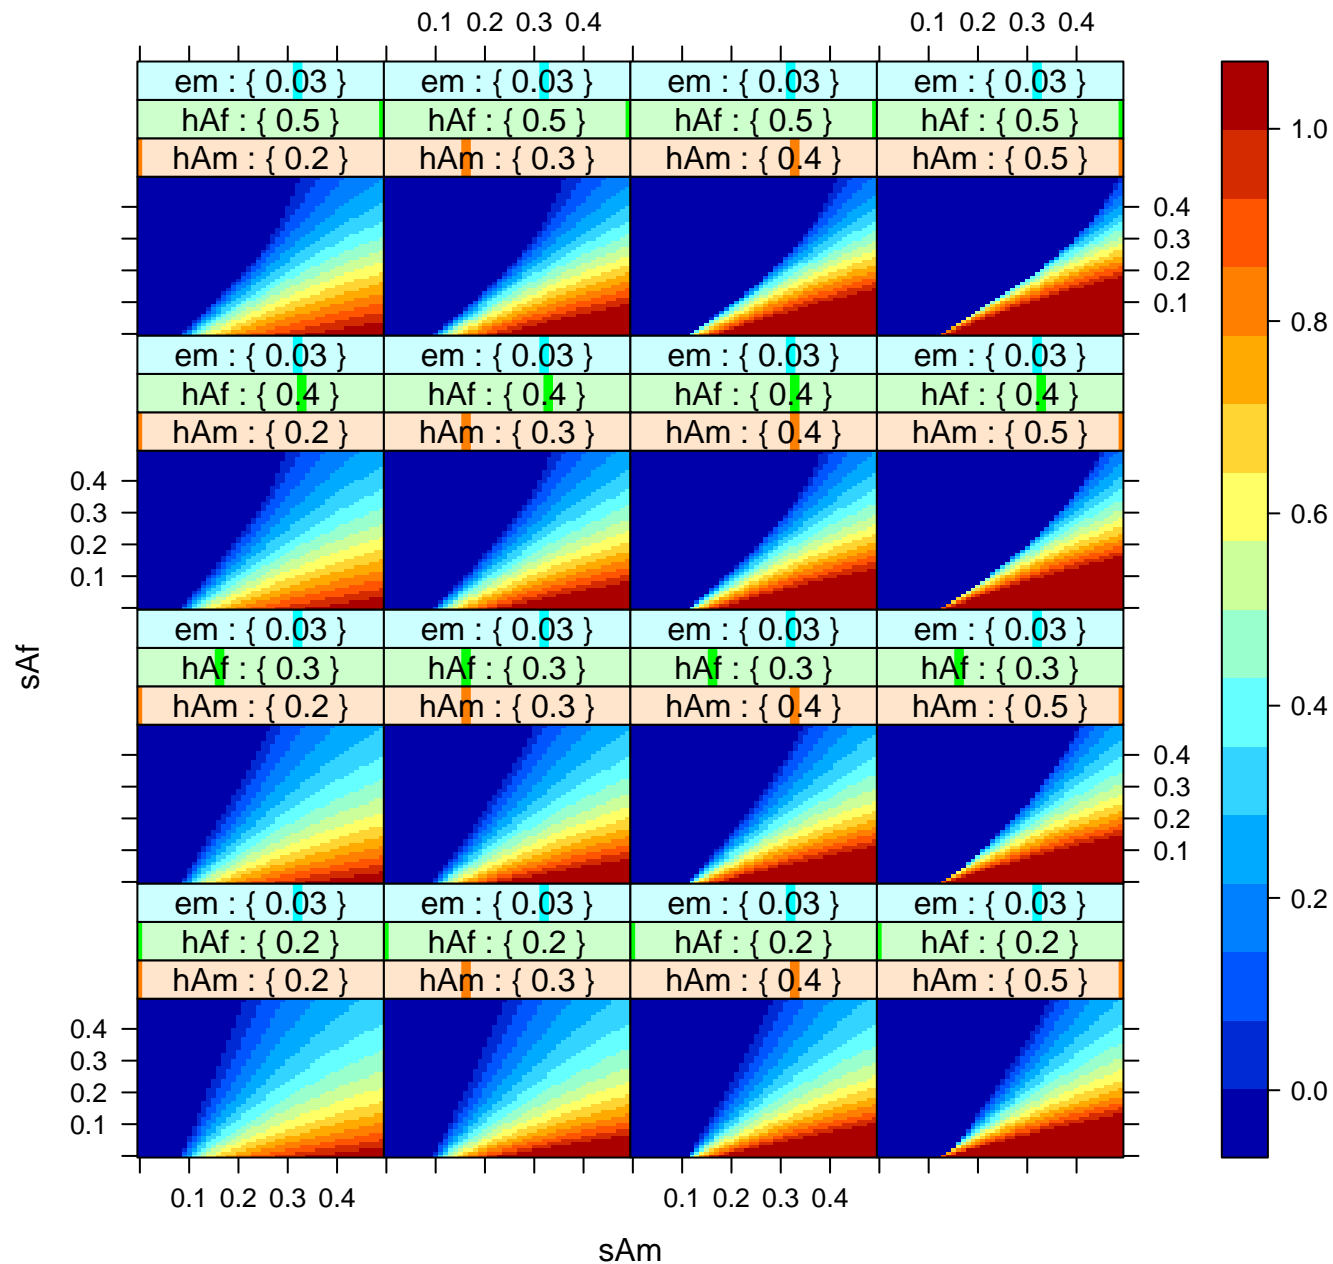 0.1 0.2 0.3 0.4 0.1 0.2 0.3 0.4
em : { 0.03 } em : { 0.03 } em : { 0.03 } em : { 0.03 }
hAf : { 0.5 } hAf : { 0.5 } hAf : { 0.5 } hAf : { 0.5 }
hAm : { 0.2 } hAm : { 0.3 } hAm : { 0.4 } hAm : { 0.5 }
0.4
0.3
0.2
0.1
em : { 0.03 } em : { 0.03 } em : { 0.03 } em : { 0.03 }
hAf : { 0.4 } hAf : { 0.4 } hAf : { 0.4 } hAf : { 0.4 }
hAm : { 0.2 } hAm : { 0.3 } hAm : { 0.4 } hAm : { 0.5 }
0.4
0.3
0.2
0.1
em : { 0.03 } em : { 0.03 } em : { 0.03 } em : { 0.03 }
hAf : { 0.3 } hAf : { 0.3 } hAf : { 0.3 } hAf : { 0.3 }
hAm : { 0.2 } hAm : { 0.3 } hAm : { 0.4 } hAm : { 0.5 }
0.4
0.3
0.2
0.1
em : { 0.03 } em : { 0.03 } em : { 0.03 } em : { 0.03 }
hAf : { 0.2 } hAf : { 0.2 } hAf : { 0.2 } hAf : { 0.2 }
hAm : { 0.2 } hAm : { 0.3 } hAm : { 0.4 } hAm : { 0.5 }
0.4
0.3
0.2
0.1
0.1 0.2 0.3 0.4 0.1 0.2 0.3 0.4
sAm
sAf
1.0
0.8
0.6
0.4
0.2
0.0